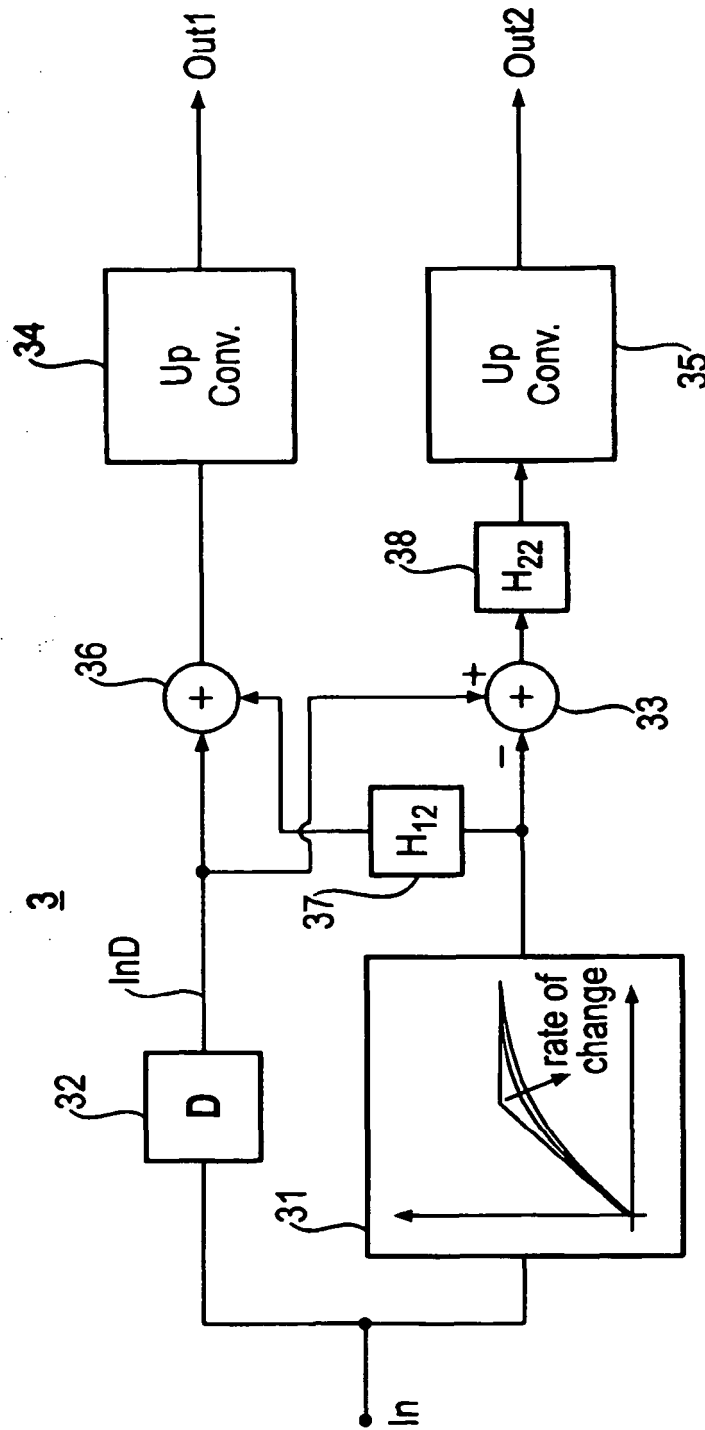 3
In
32
D
InD
36
+
34
Up
Conv.
Out1
31
rate of
change
37
H12
−
+
+
33
38
H22
Up
Conv.
35
Out2